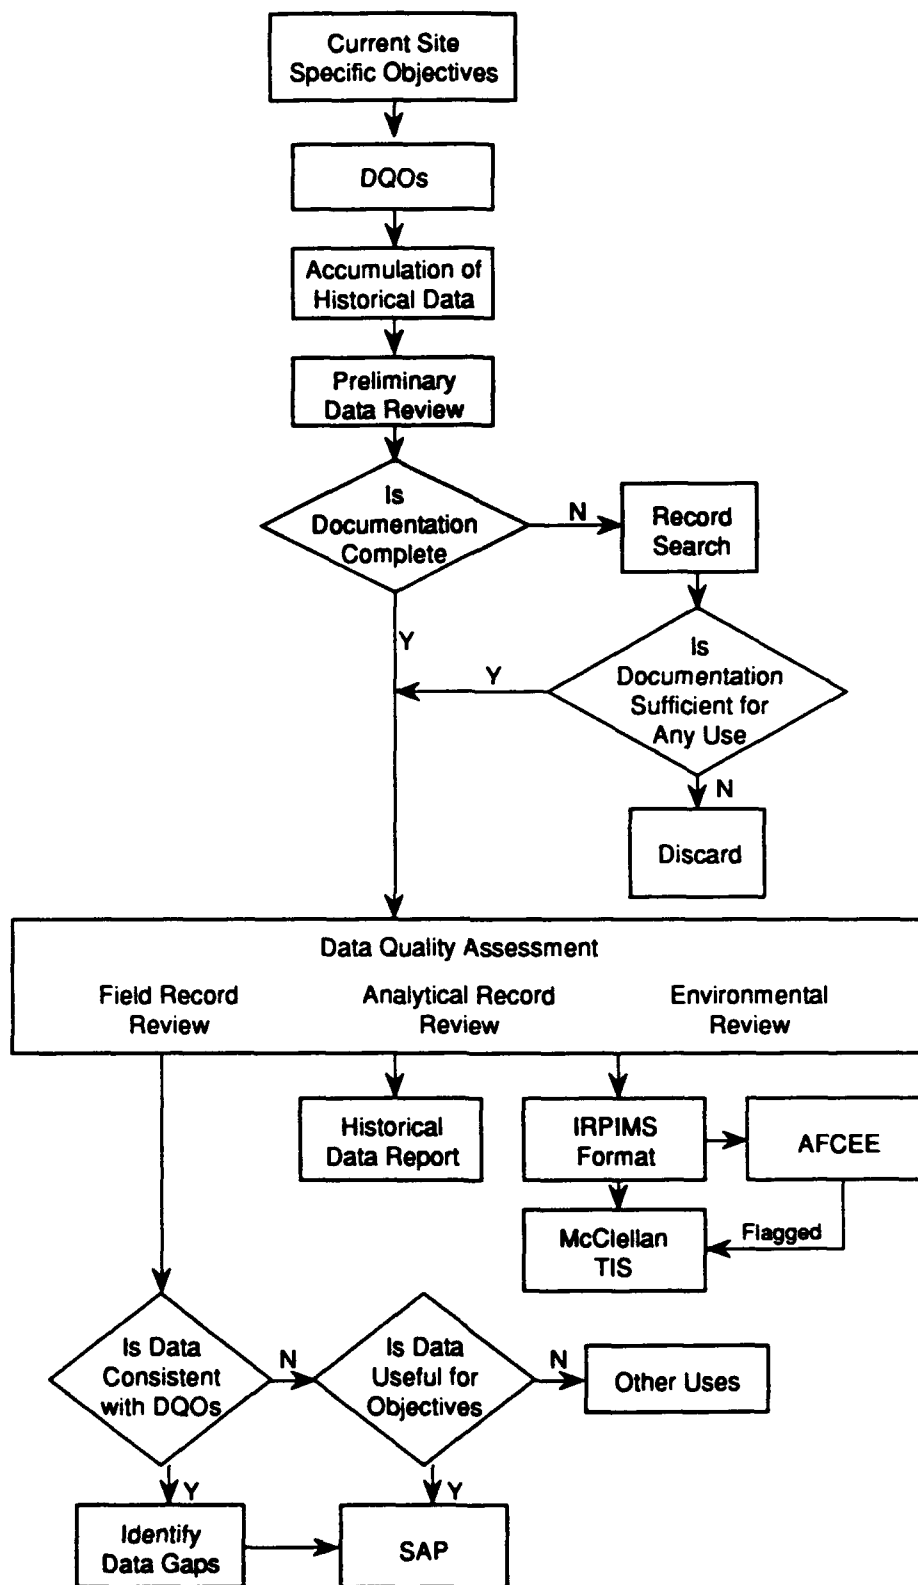 Current Site
Specific Objectives
DQOs
Accumulation of
Historical Data
Preliminary
Data Review
Is
Documentation
Complete
N
Record
Search
Y
Is
Documentation
Sufficient for
Any Use
Y
N
Discard
Data Quality Assessment
Field Record
Review
Analytical Record
Review
Environmental
Review
Historical
Data Report
IRPIMS
Format
AFCEE
McClellan
TIS
Flagged
Is Data
Consistent
with DQOs
N
Is Data
Useful for
Objectives
N
Other Uses
Y
Y
Identify
Data Gaps
SAP